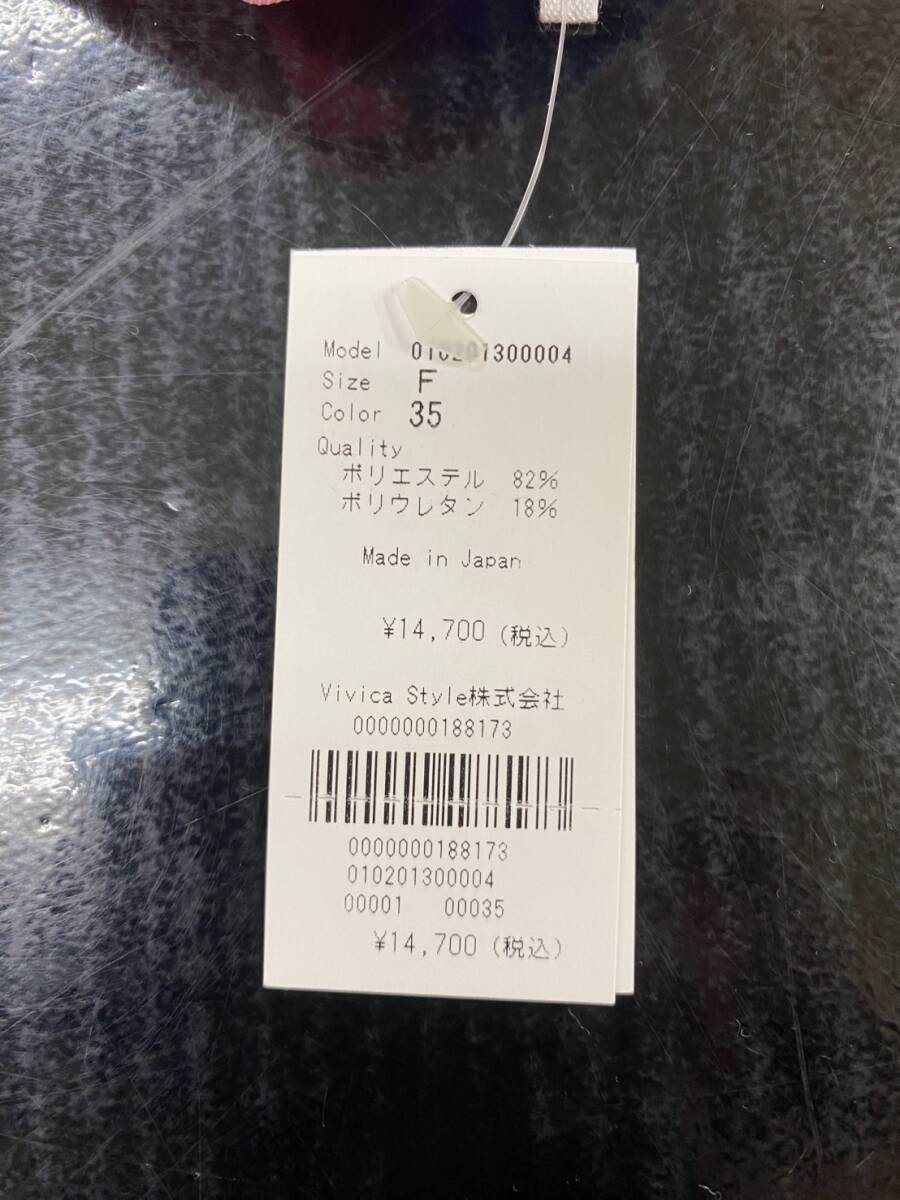 Model 010201300004
Size F
Color 35
Quality
ポリエステル 82%
ポリウレタン 18%
Made in Japan
¥14,700 (税込)
Vivica Style株式会社
0000000188173
0000000188173
010201300004
00001 00035
¥14,700 (税込)